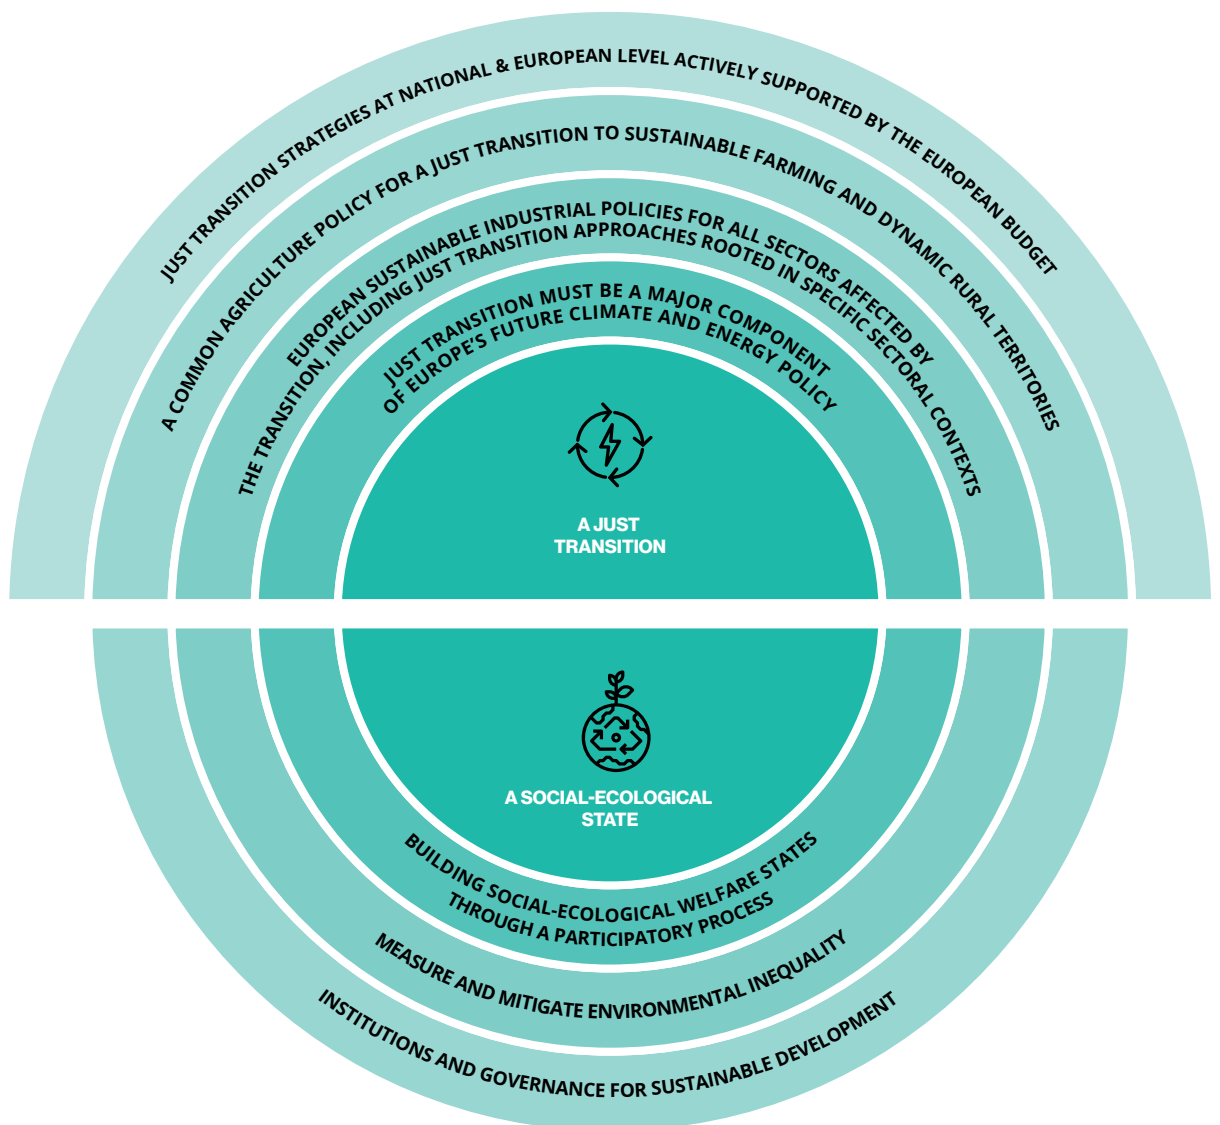 JUST TRANSITION STRATEGIES AT NATIONAL & EUROPEAN LEVEL ACTIVELY SUPPORTED BY THE EUROPEAN BUDGET
A COMMON AGRICULTURE POLICY FOR A JUST TRANSITION TO SUSTAINABLE FARMING AND DYNAMIC RURAL TERRITORIES
EUROPEAN SUSTAINABLE INDUSTRIAL POLICIES FOR ALL SECTORS AFFECTED BY
THE TRANSITION, INCLUDING JUST TRANSITION APPROACHES ROOTED IN SPECIFIC SECTORAL CONTEXTS
JUST TRANSITION MUST BE A MAJOR COMPONENT
OF EUROPE'S FUTURE CLIMATE AND ENERGY POLICY
A JUST
TRANSITION
A SOCIAL-ECOLOGICAL
STATE
BUILDING SOCIAL-ECOLOGICAL WELFARE STATES
THROUGH A PARTICIPATORY PROCESS
MEASURE AND MITIGATE ENVIRONMENTAL INEQUALITY
INSTITUTIONS AND GOVERNANCE FOR SUSTAINABLE DEVELOPMENT